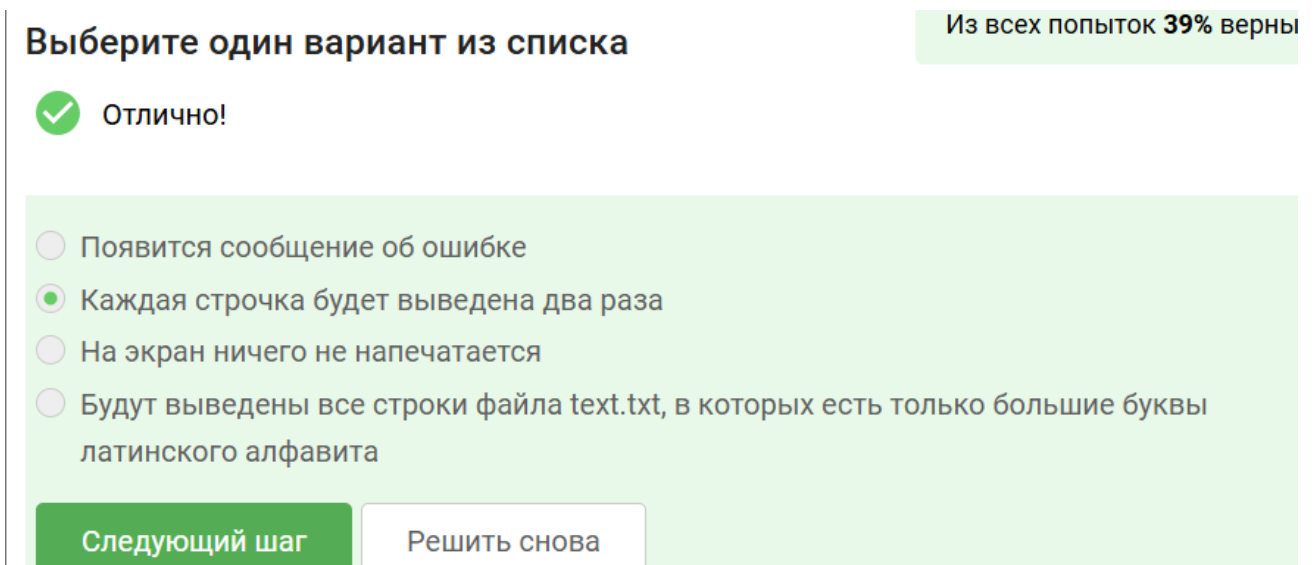 Выберите один вариант из списка
Из всех попыток 39% верны
Отлично!
Появится сообщение об ошибке
Каждая строчка будет выведена два раза
На экран ничего не напечатается
Будут выведены все строки файла text.txt, в которых есть только большие буквы
латинского алфавита
Следующий шаг
Решить снова